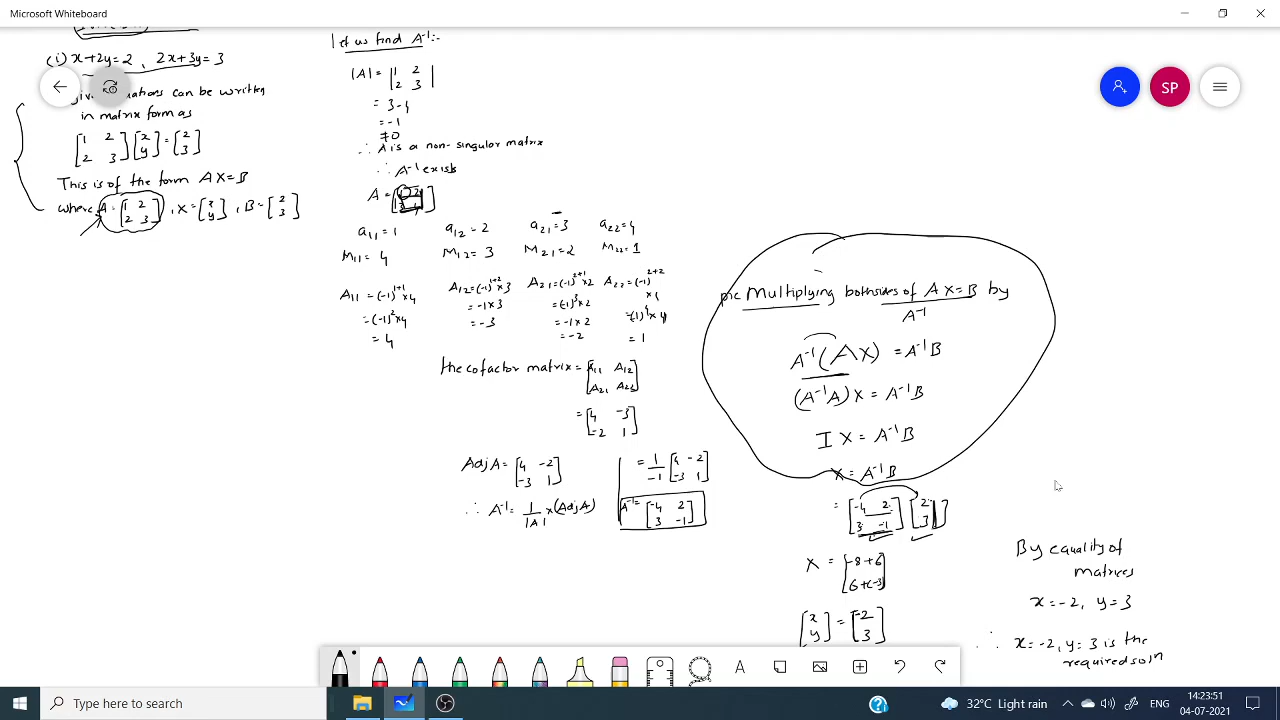 Microsoft Whiteboard
(i) x+2y=2 , 2x+3y=3
equations can be written
in matrix form as
[1 2 2 3] [x y] = [2 3]
This is of the form AX=B
where A=[1 2 2 3], X=[x y], B=[2 3]
Let us find A⁻¹:-
|A| = |1 2 2 3|
= 3-4
= -1
≠0
∴ A is a non-singular matrix
∴ A⁻¹ exists
A =
a11=1 a12=2 a21=3 a22=4
M11=4 M12=3 M21=2 M22=1
A11=(-1)¹⁺¹×4 A12=(-1)¹⁺²×3 A21=(-1)²⁺¹×2 A22=(-1)²⁺²×1
=(-1)²×4 =-1×3 =(-1)³×2 =(-1)⁴×4
=4 =-3 =-1×2 =1
=-2
the cofactor matrix = [A11 A12 A21 A22]
= [4 -3 -2 1]
Adj A = [4 -2 -3 1]
∴ A⁻¹ = 1/|A| ×(Adj A)
= 1/-1 [4 -2 -3 1]
A⁻¹= [-4 2 3 -1]
pre Multiplying bothsides of AX=B by
A⁻¹
A⁻¹(AX) = A⁻¹B
(A⁻¹A)X = A⁻¹B
IX = A⁻¹B
X = A⁻¹B
= [-4 2 3 -1] [2 3]
X = [-8+6 6+(-3)]
[x y] = [-2 3]
By equality of
matrices
x=-2, y=3
∴ x=-2, y=3 is the
required soln
SP
A
Type here to search
32°C Light rain
ENG
14:23:51
04-07-2021